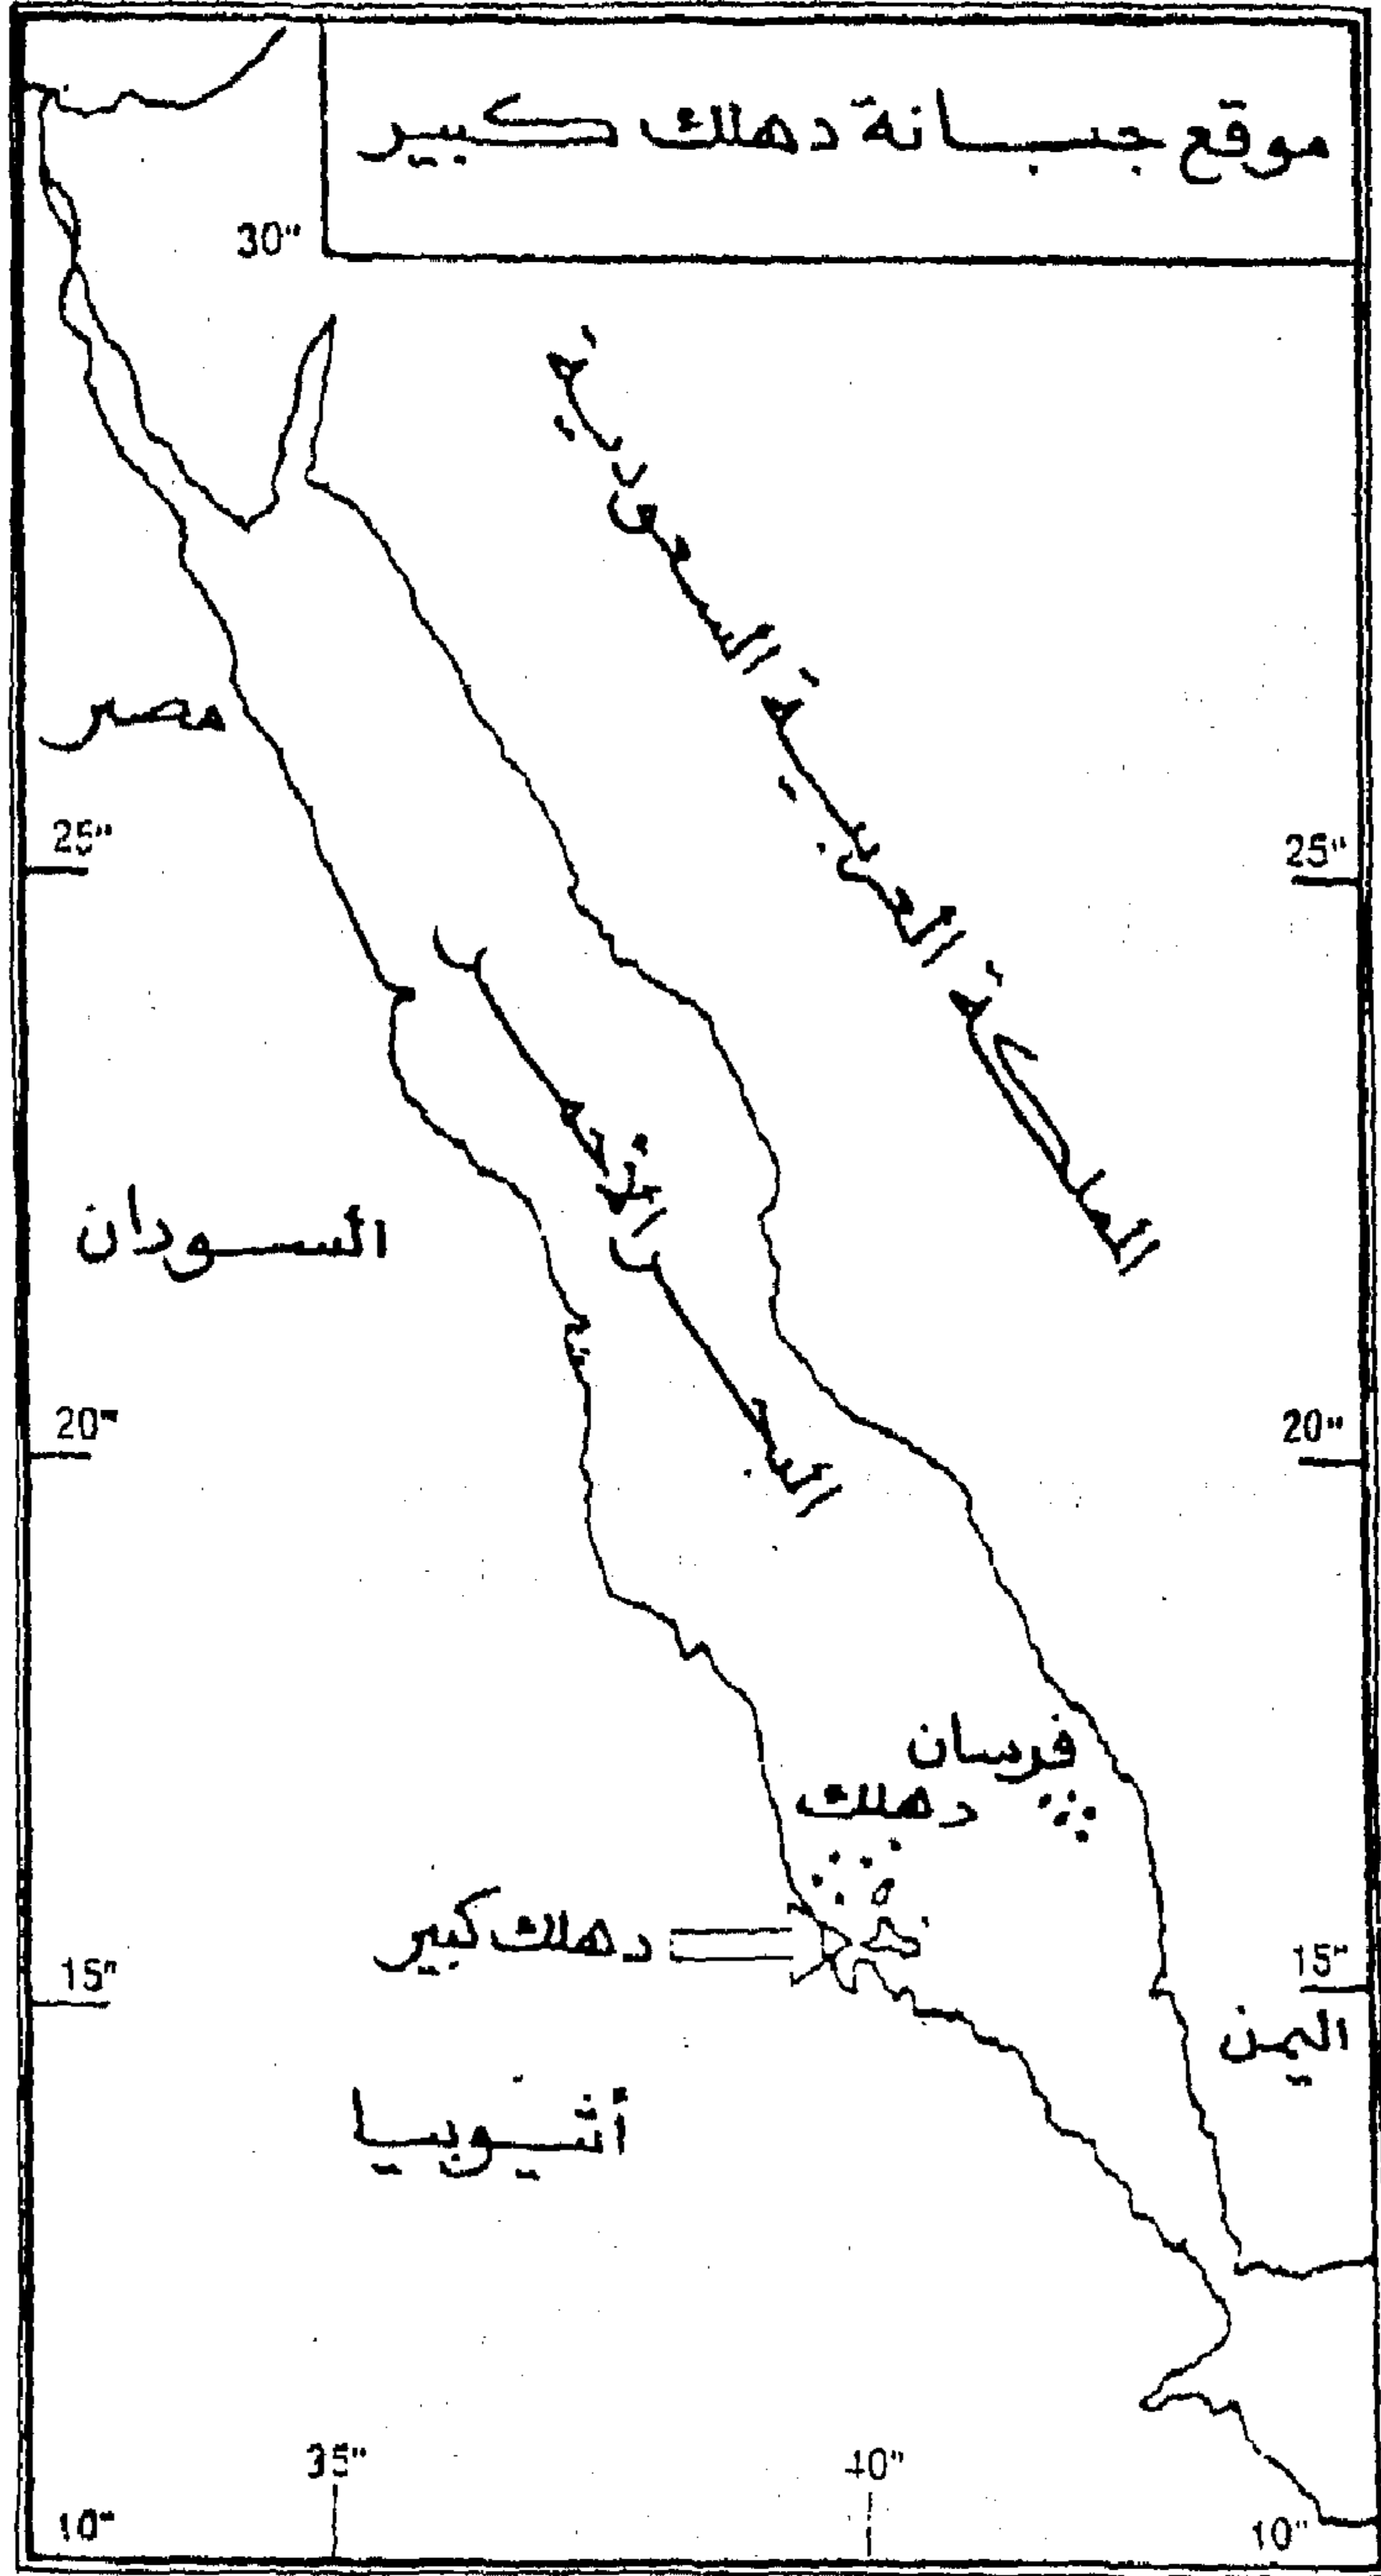 موقع جبانة دهلك كبير
30"
المملكة العربية السعودية
مصر
25"
25"
البحر الأحمر
السودان
20"
20"
فرسان
دهلك
دهلك كبير
15"
15"
اليمن
أثيوبيا
35"
40"
10"
10"